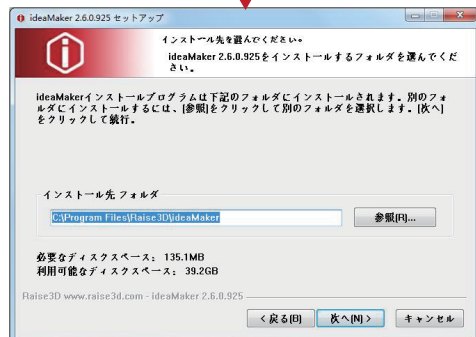 ideaMaker 2.6.0.925 セットアップ
インストール先を選んでください。
ideaMaker 2.6.0.925をインストールするフォルダを選んでくだ
さい。
ideaMakerインストールプログラムは下記のフォルダにインストールされます。別のフォ
ルダにインストールするには、[参照]をクリックして別のフォルダを選択します。[次へ]
をクリックして続行。
インストール先 フォルダ
C:\Program Files\Raise3D\ideaMaker
参照(R)...
必要なディスクスペース: 135.1MB
利用可能なディスクスペース: 39.2GB
Raise3D www.raise3d.com - ideaMaker 2.6.0.925
< 戻る(B)
次へ(N) >
キャンセル